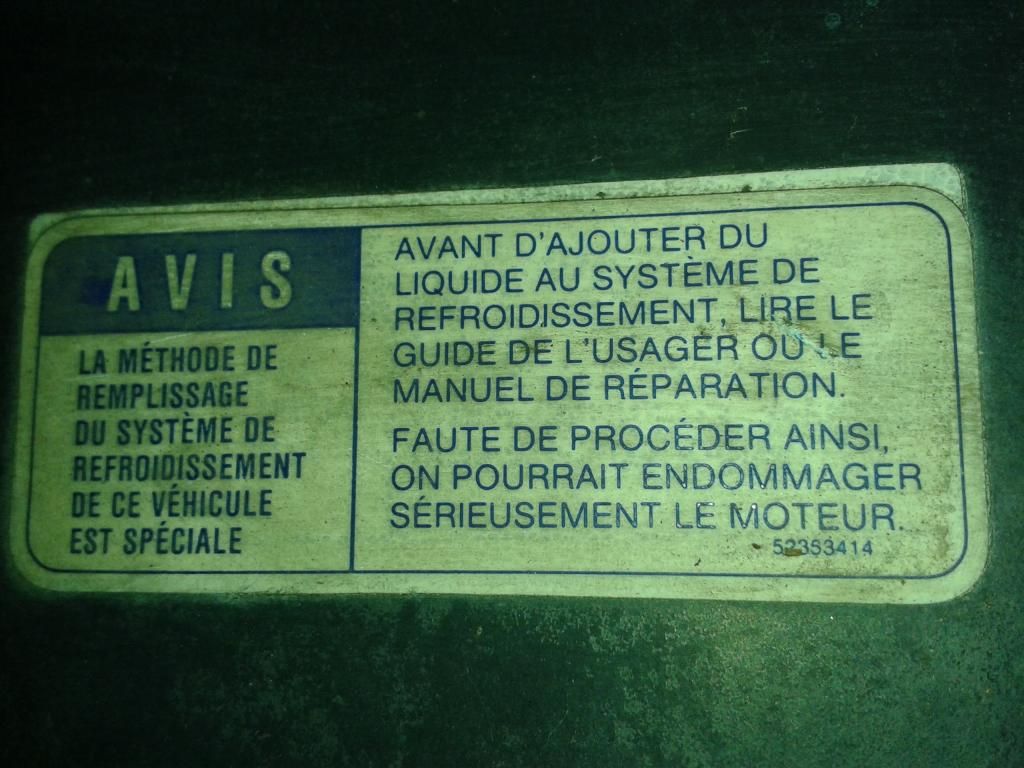 AVIS
LA MÉTHODE DE
REMPLISSAGE
DU SYSTÈME DE
REFROIDISSEMENT
DE CE VÉHICULE
EST SPÉCIALE
AVANT D'AJOUTER DU
LIQUIDE AU SYSTÈME DE
REFROIDISSEMENT, LIRE LE
GUIDE DE L'USAGER OU LE
MANUEL DE RÉPARATION.
FAUTE DE PROCÉDER AINSI,
ON POURRAIT ENDOMMAGER
SÉRIEUSEMENT LE MOTEUR.
52353414